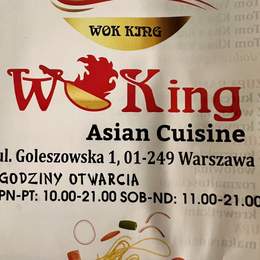 WOK KING
WOKing
Asian Cuisine
ul. Goleszowska 1, 01-249 Warszawa
GODZINY OTWARCIA
PN-PT: 10.00-21.00 SOB-ND: 11.00-21.00